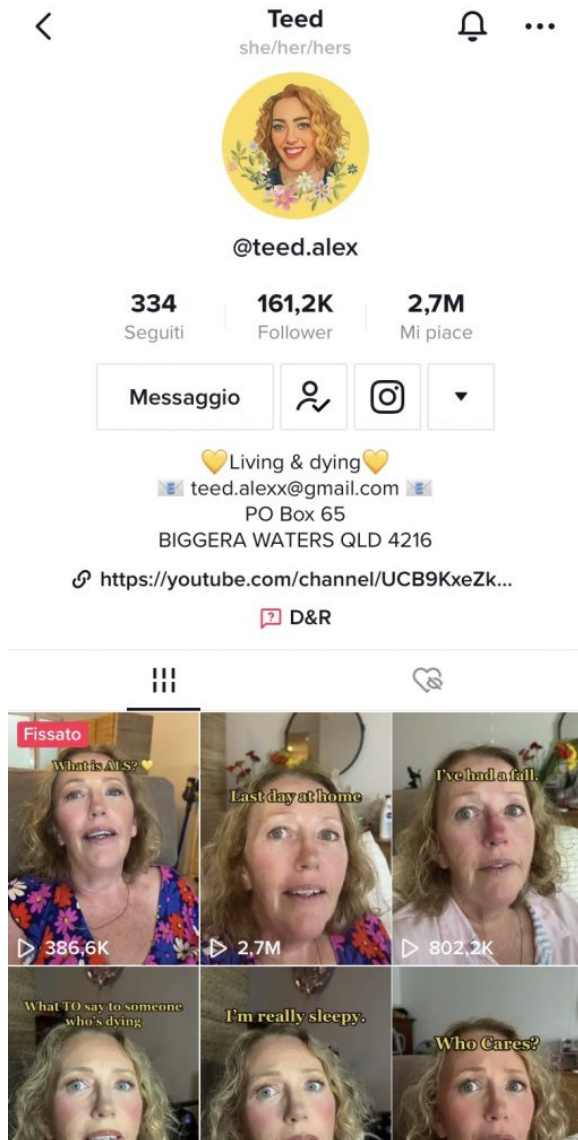 Teed
she/her/hers
@teed.alex
334 161,2K 2,7M
Seguiti Follower Mi piace
Messaggio
💛Living & dying💛
📧 teed.alexx@gmail.com 📧
PO Box 65
BIGGERA WATERS QLD 4216
https://youtube.com/channel/UCB9KxeZk...
D&R
Fissato
What is ALS? 💛
386,6K
Last day at home
2,7M
I've had a fall.
802,2K
What TO say to someone
who's dying
I'm really sleepy.
Who Cares?